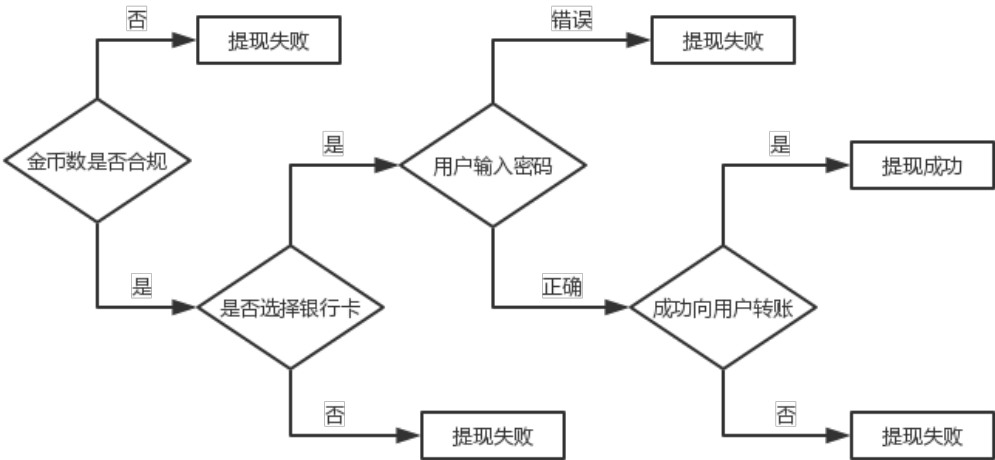 否
提现失败
错误
提现失败
金币数是否合规
是
用户输入密码
是
提现成功
是
是否选择银行卡
正确
成功向用户转账
否
提现失败
否
提现失败